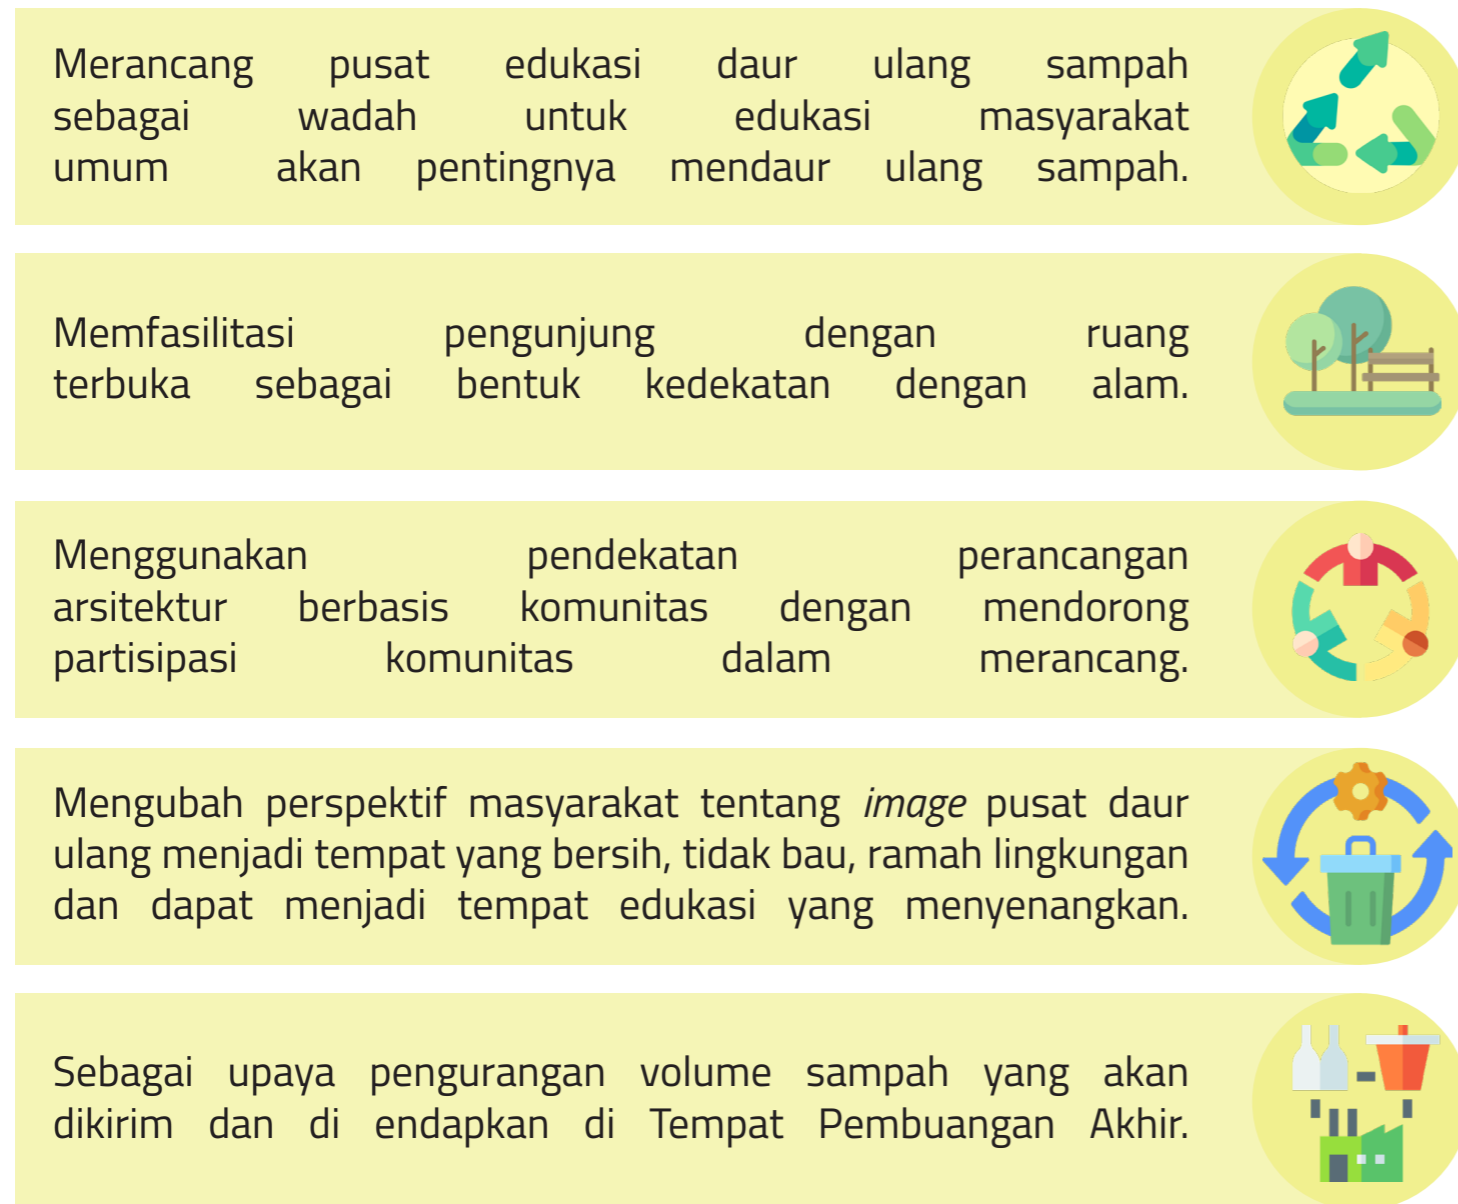 Merancang pusat edukasi daur ulang sampah
sebagai wadah untuk edukasi masyarakat
umum akan pentingnya mendaur ulang sampah.
Memfasilitasi pengunjung dengan ruang
terbuka sebagai bentuk kedekatan dengan alam.
Menggunakan pendekatan perancangan
arsitektur berbasis komunitas dengan mendorong
partisipasi komunitas dalam merancang.
Mengubah perspektif masyarakat tentang image pusat daur
ulang menjadi tempat yang bersih, tidak bau, ramah lingkungan
dan dapat menjadi tempat edukasi yang menyenangkan.
Sebagai upaya pengurangan volume sampah yang akan
dikirim dan di endapkan di Tempat Pembuangan Akhir.